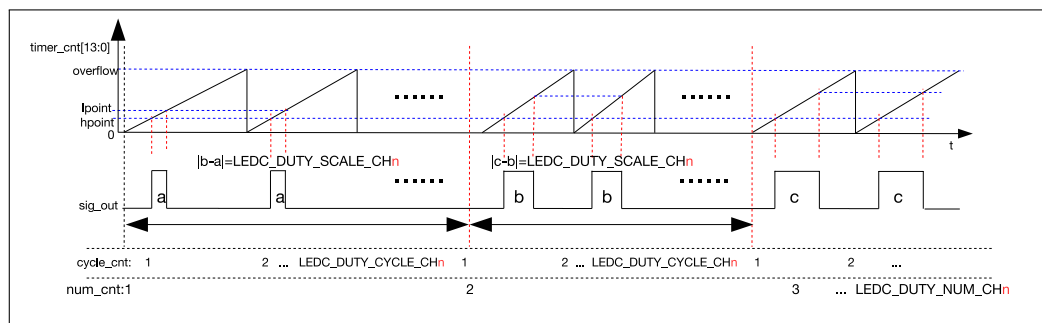 timer_cnt[13:0]
overflow
lpoint
hpoint
0
t
|b-a|=LEDC_DUTY_SCALE_CHn |c-b|=LEDC_DUTY_SCALE_CHn
sig_out a a b b c c
cycle_cnt: 1 2 ... LEDC_DUTY_CYCLE_CHn 1 2 ... LEDC_DUTY_CYCLE_CHn 1 2 ...
num_cnt:1 2 3 ... LEDC_DUTY_NUM_CHn